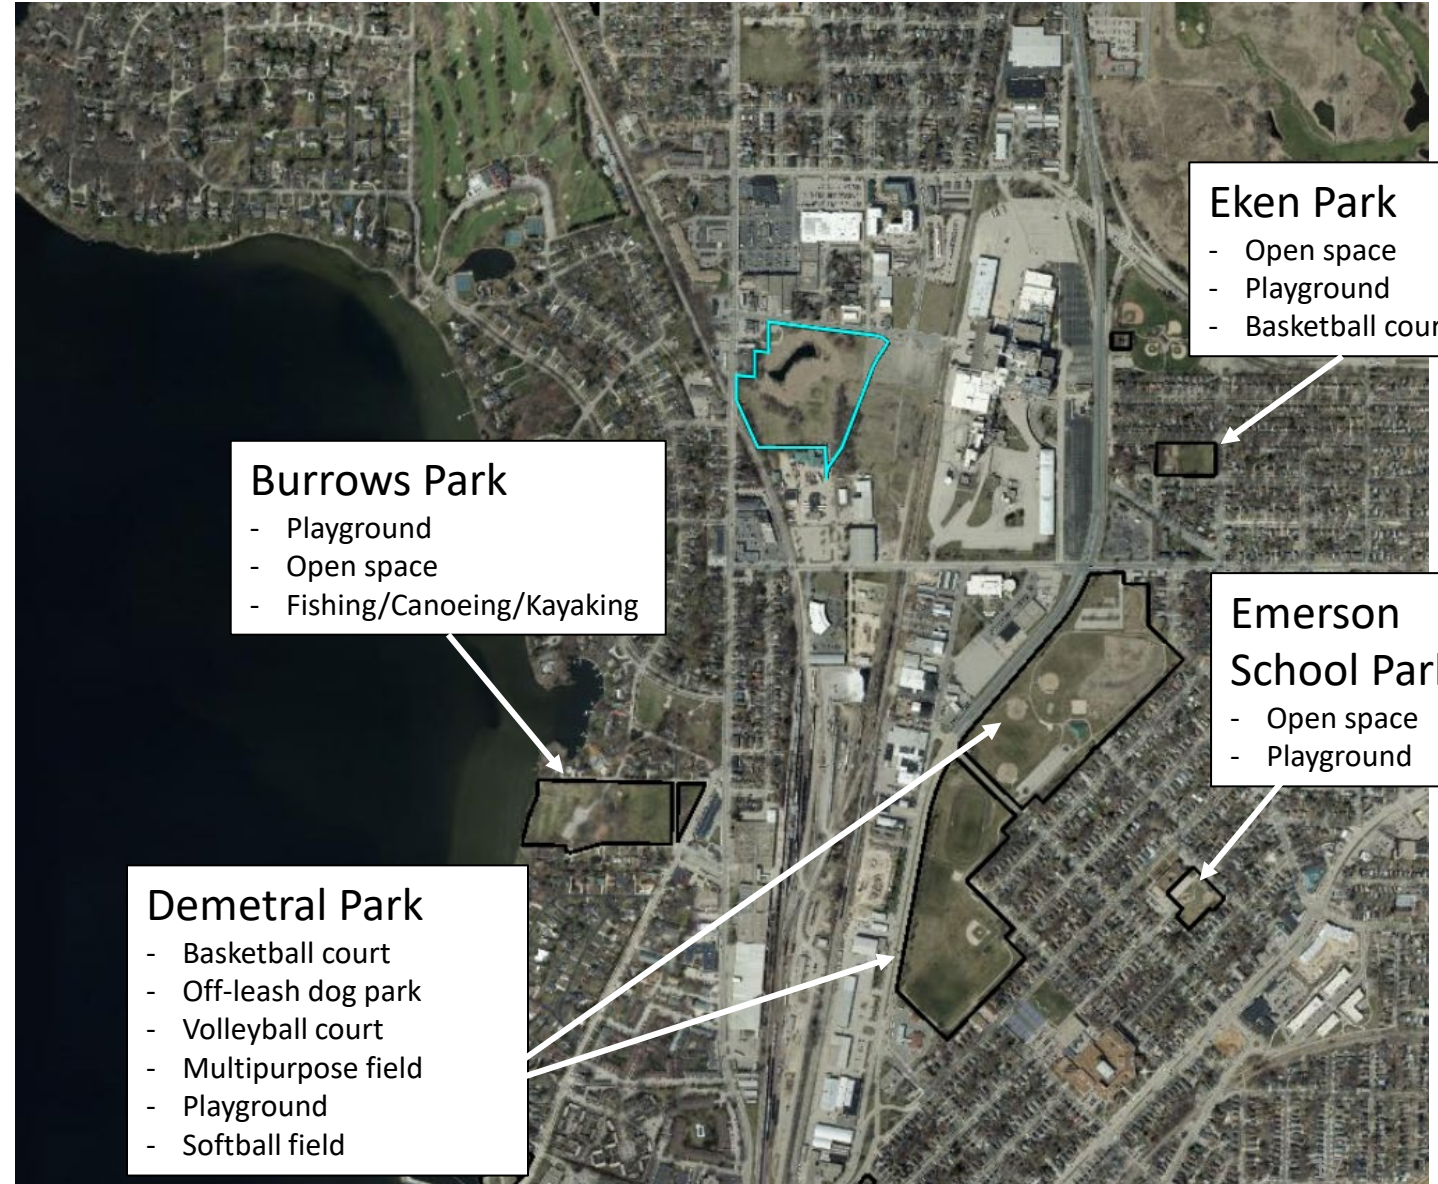 Eken Park
- Open space
- Playground
- Basketball cour
Burrows Park
- Playground
- Open space
- Fishing/Canoeing/Kayaking
Emerson
School Par
- Open space
- Playground
Demetral Park
- Basketball court
- Off-leash dog park
- Volleyball court
- Multipurpose field
- Playground
- Softball field